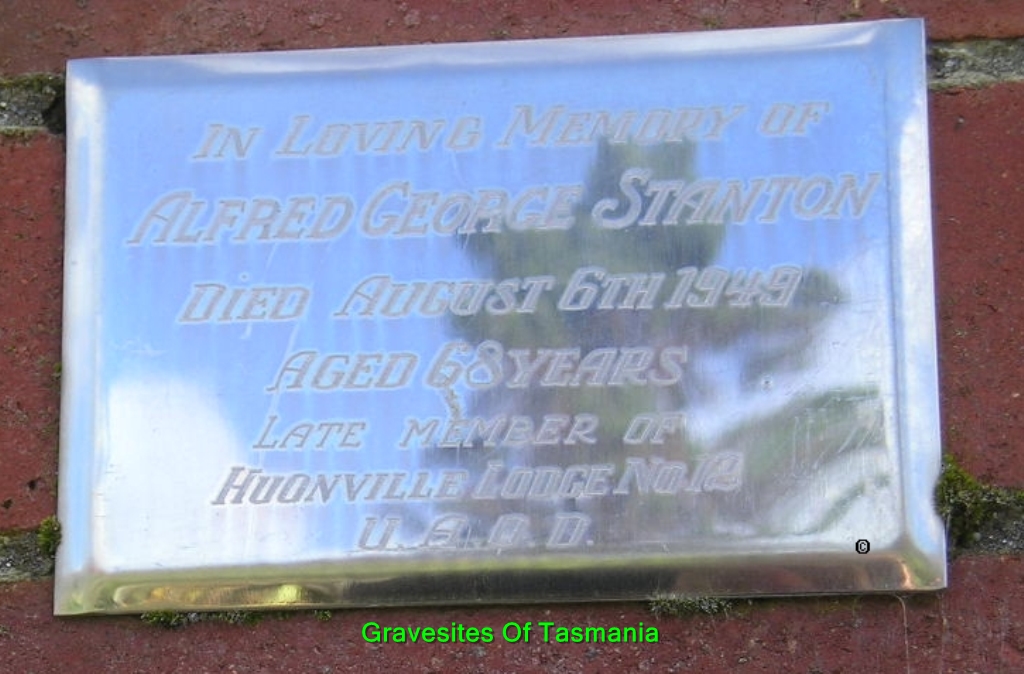 In Loving Memory of
Alfred George Stanton
Died August 6th 1949
Aged 68 Years
Late Member of
Huonville Lodge No. 12
U. A. O. D.
©
Gravesites Of Tasmania